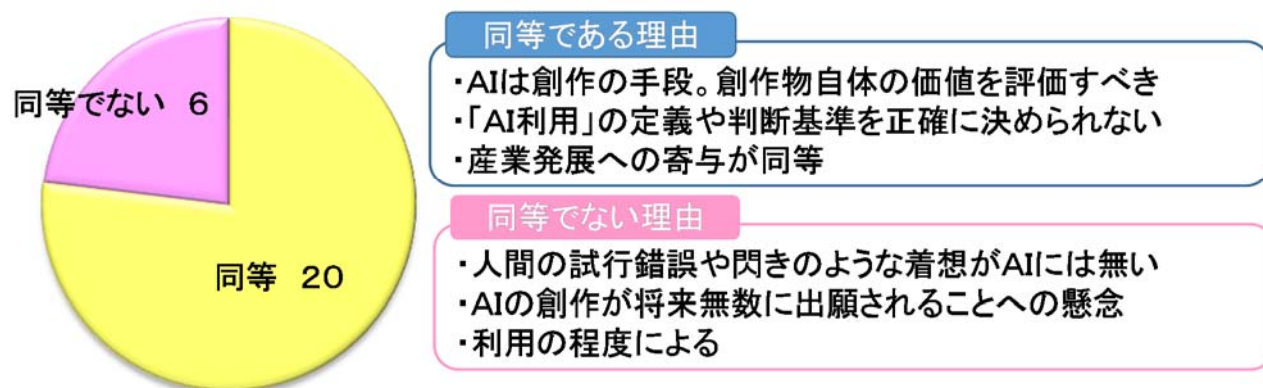 同等でない 6
同等 20
同等である理由
・AIは創作の手段。創作物自体の価値を評価すべき
・「AI利用」の定義や判断基準を正確に決められない
・産業発展への寄与が同等
同等でない理由
・人間の試行錯誤や閃きのような着想がAIには無い
・AIの創作が将来無数に出願されることへの懸念
・利用の程度による